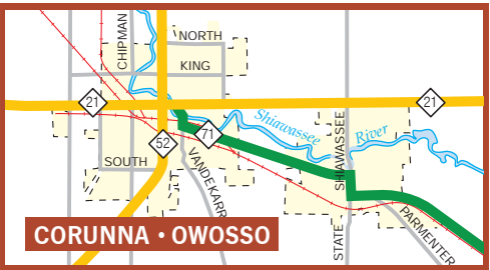 CHIPMAN
NORTH
KING
21
21
Shiawassee
River
71
52
SOUTH
VANDEKARR
SHIAWASSEE
STATE
PARMENTER
CORUNNA • OWOSSO